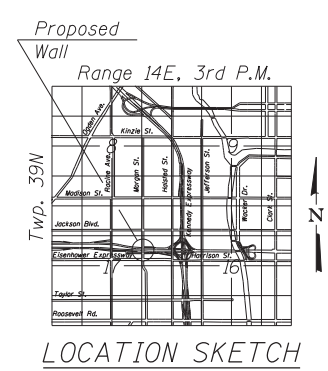 Proposed
Wall
Range 14E, 3rd P.M.
Twp. 39N
Ogden Ave.
Kinzie St.
Racine Ave.
Morgan St.
Halsted St.
Kennedy Expressway
Jefferson St.
Wacker Dr.
Clark St.
8
9
Madison St.
Jackson Blvd.
Eisenhower Expressway
Harrison St.
17
16
Taylor St.
Roosevelt Rd.
N
LOCATION SKETCH